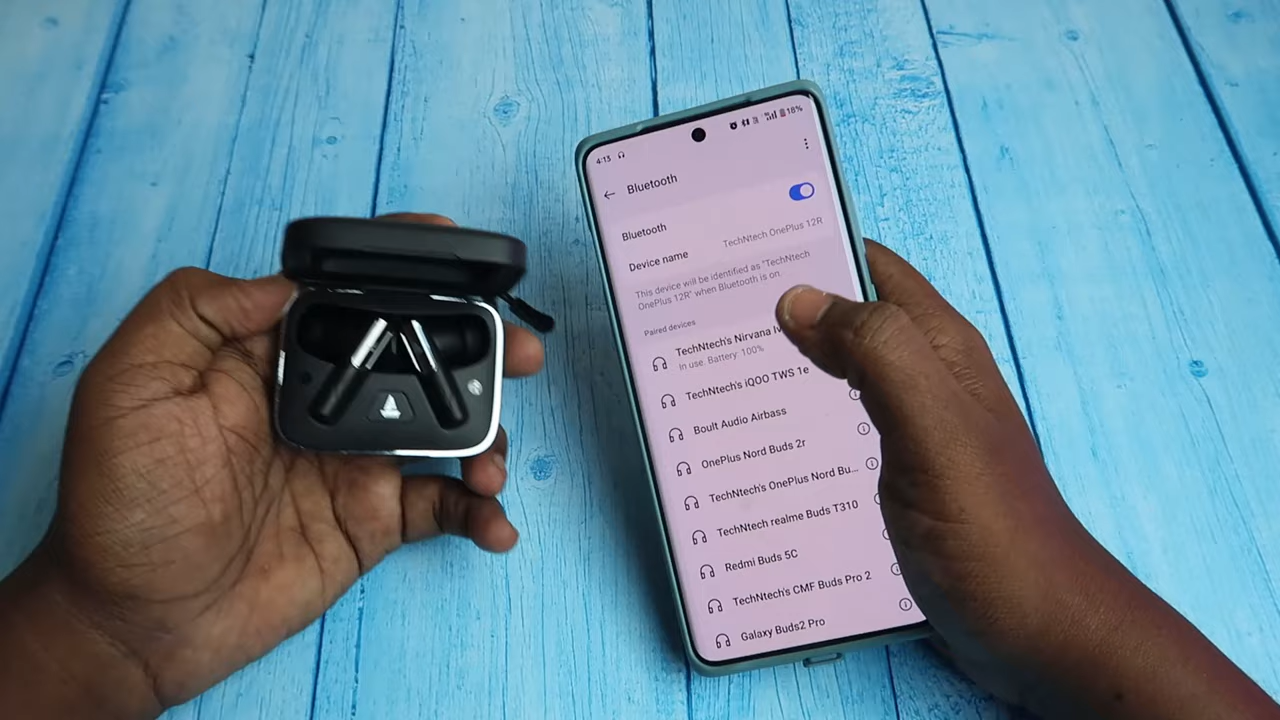 4:15
18%
Bluetooth
Bluetooth
Device name
TechNtech OnePlus 12R
This device will be identified as "TechNtech
OnePlus 12R" when Bluetooth is on.
Paired devices
TechNtech's Nirvana
In use. Battery: 100%
TechNtech's iQOO TWS 1e
Boult Audio Airbass
OnePlus Nord Buds 2r
TechNtech's OnePlus Nord Bu...
TechNtech realme Buds T310
Redmi Buds 5C
TechNtech's CMF Buds Pro 2
Galaxy Buds2 Pro